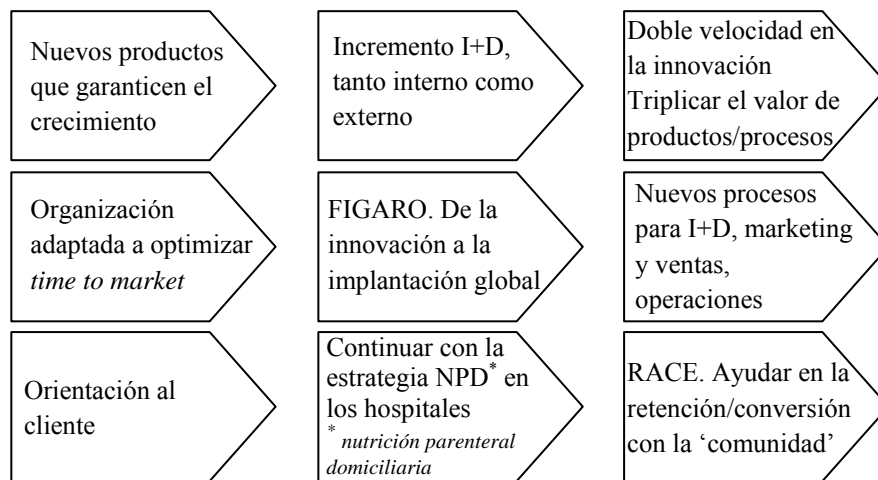 Nuevos productos
que garanticen el
crecimiento
Incremento I+D,
tanto interno como
externo
Doble velocidad en
la innovación
Triplicar el valor de
productos/procesos
Organización
adaptada a optimizar
time to market
FIGARO. De la
innovación a la
implantación global
Nuevos procesos
para I+D, marketing
y ventas,
operaciones
Orientación al
cliente
Continuar con la
estrategia NPD* en
los hospitales
* nutrición parenteral
domiciliaria
RACE. Ayudar en la
retención/conversión
con la ‘comunidad’